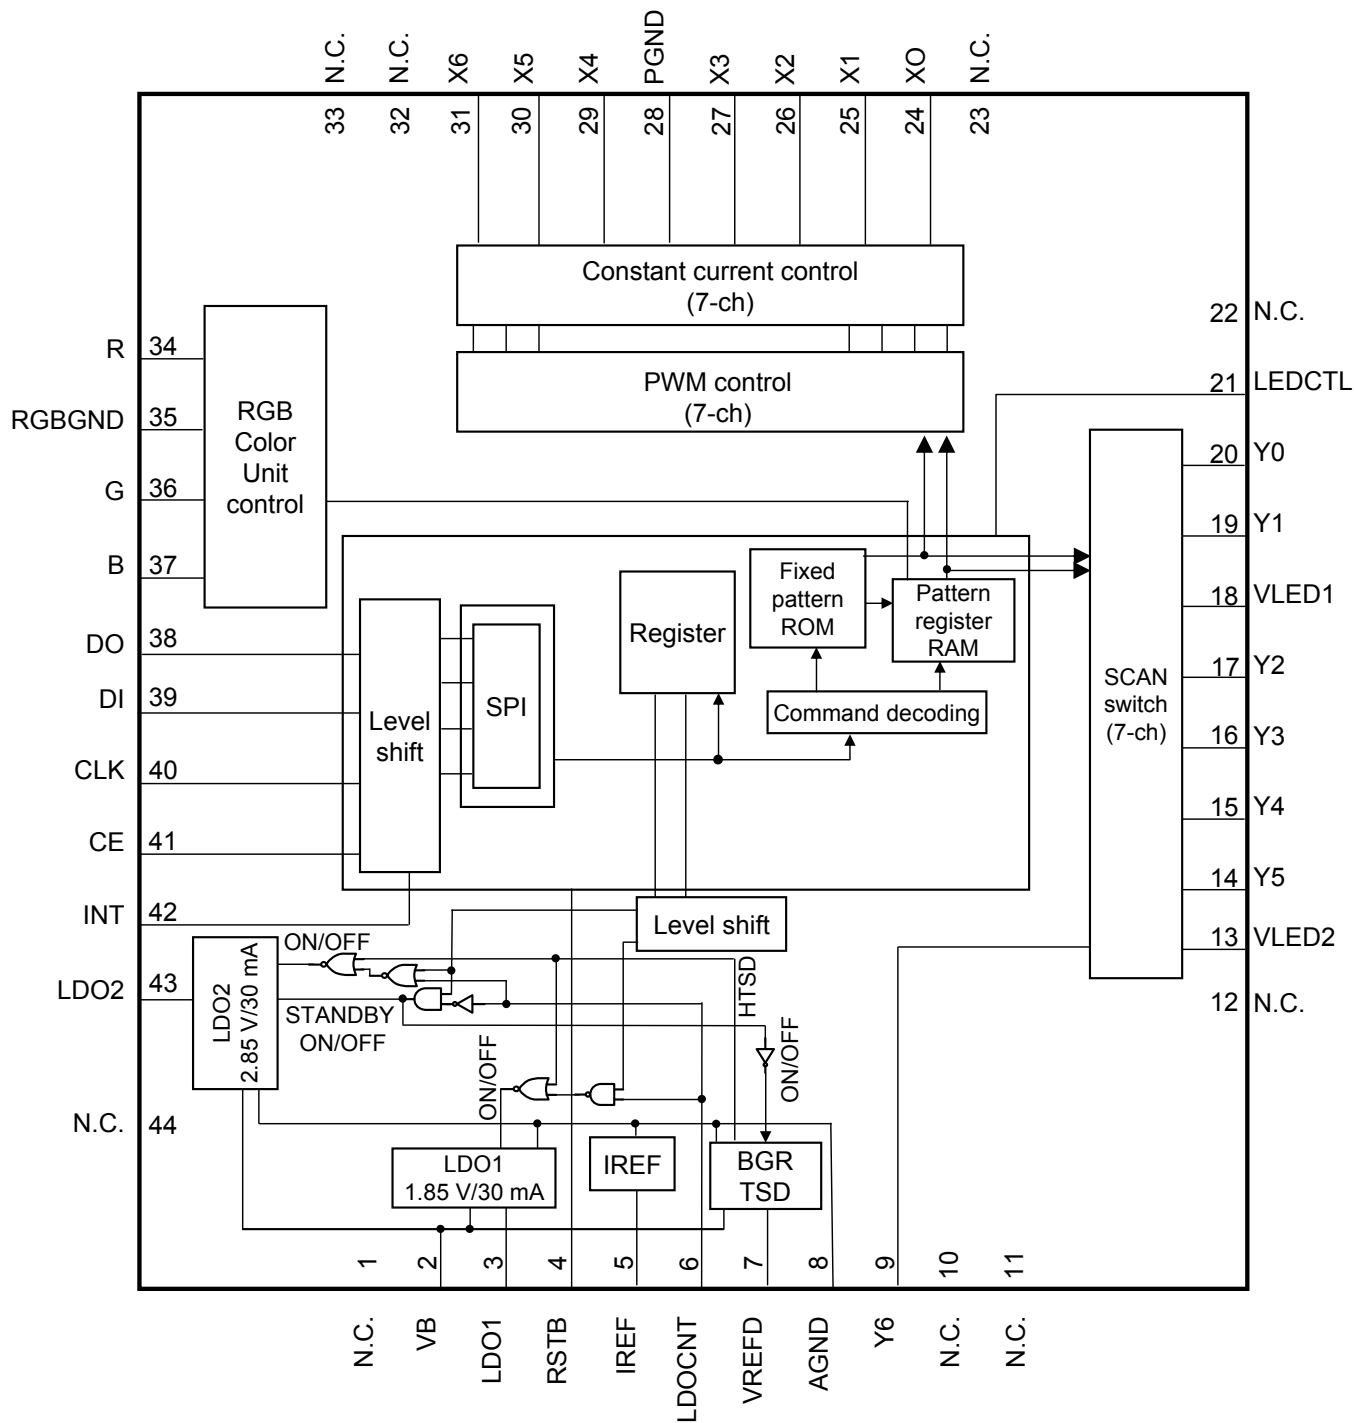 N.C.
N.C.
X6
X5
X4
PGND
X3
X2
X1
XO
N.C.
33
32
31
30
29
28
27
26
25
24
23
Constant current control
(7-ch)
PWM control
(7-ch)
22 N.C.
21 LEDCTL
20 Y0
19 Y1
18 VLED1
17 Y2
16 Y3
15 Y4
14 Y5
13 VLED2
12 N.C.
SCAN
switch
(7-ch)
R 34
RGBGND 35
G 36
B 37
DO 38
DI 39
CLK 40
CE 41
INT 42
LDO2 43
N.C. 44
RGB
Color
Unit
control
Level
shift
SPI
Register
Fixed
pattern
ROM
Pattern
register
RAM
Command decoding
Level shift
LDO2
2.85 V/30 mA
ON/OFF
STANDBY
ON/OFF
HTSD
ON/OFF
ON/OFF
LDO1
1.85 V/30 mA
IREF
BGR
TSD
1
2
3
4
5
6
7
8
9
10
11
N.C.
VB
LDO1
RSTB
IREF
LDOCNT
VREFD
AGND
Y6
N.C.
N.C.